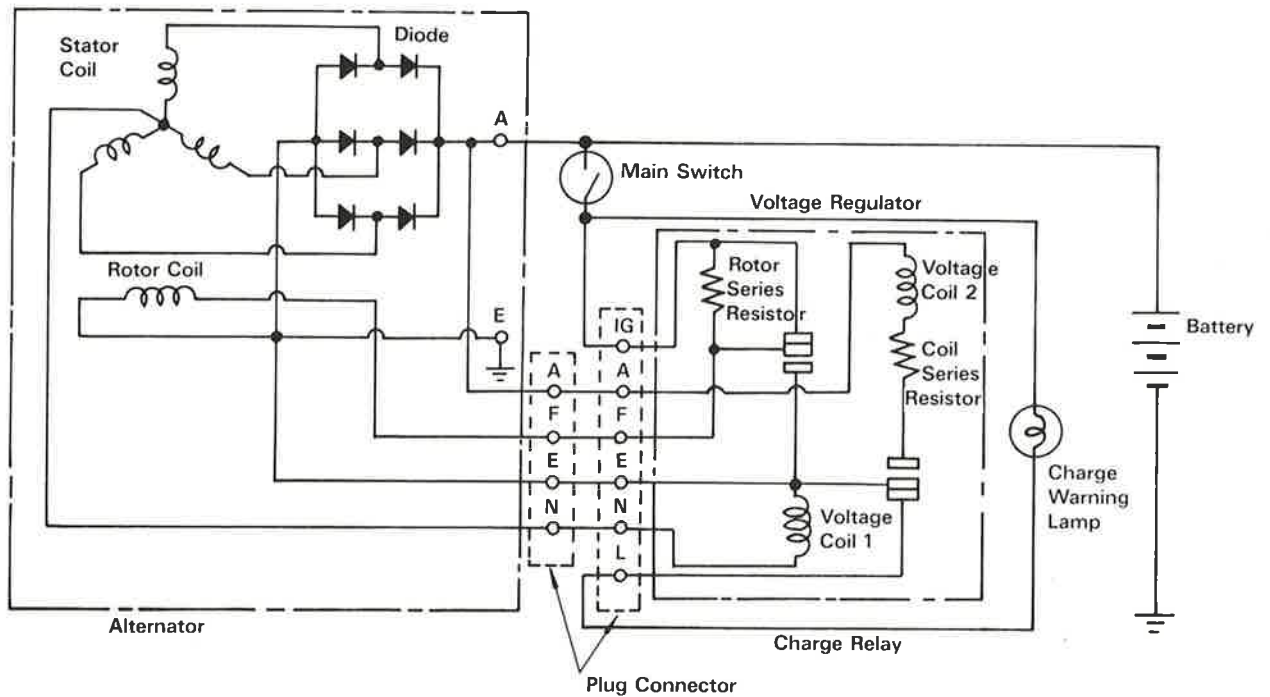 Stator
Coil
Diode
A
Main Switch
Voltage Regulator
Rotor Coil
E
Rotor
Series
Resistor
Voltage
Coil 2
Coil
Series
Resistor
Battery
IG
A
A
F
F
E
E
N
N
L
Voltage
Coil 1
Charge
Warning
Lamp
Alternator
Charge Relay
Plug Connector